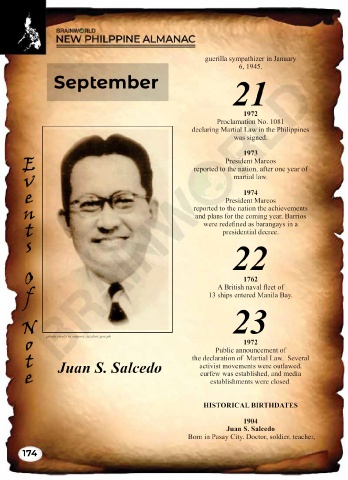 BRAINWORLD
NEW PHILPPINE ALMANAC
September
Events of Note
Juan S. Salcedo
guerilla sympathizer in January
6, 1945.
21
1972
Proclamation No. 1081
declaring Martial Law in the Philippines
was signed.
1973
President Marcos
reported to the nation, after one year of
martial law.
1974
President Marcos
reported to the nation the achievements
and plans for the coming year. Barrios
were redefined as barangays in a
presidential decree.
22
1762
A British naval fleet of
13 ships entered Manila Bay.
23
1972
Public announcement of
the declaration of Martial Law. Several
activist movements were outlawed,
curfew was established, and media
establishments were closed
HISTORICAL BIRTHDATES
1904
Juan S. Salcedo
Born in Pasay City. Doctor, soldier, teacher,
174
BRAINWORLD